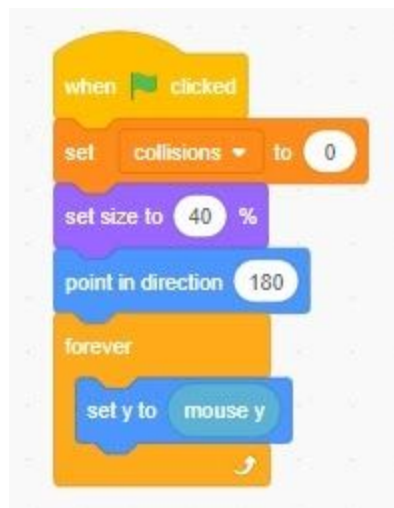 when clicked
set collisions to 0
set size to 40 %
point in direction 180
forever
set y to mouse y